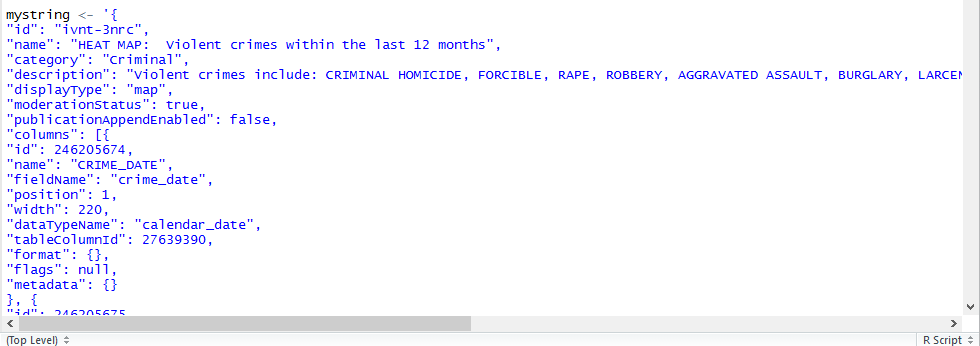 mystring <- '{
"id": "ivnt-3nrc",
"name": "HEAT MAP:  Violent crimes within the last 12 months",
"category": "Criminal",
"description": "Violent crimes include: CRIMINAL HOMICIDE, FORCIBLE, RAPE, ROBBERY, AGGRAVATED ASSAULT, BURGLARY, LARCEN
"displayType": "map",
"moderationStatus": true,
"publicationAppendEnabled": false,
"columns": [{
"id": 246205674,
"name": "CRIME_DATE",
"fieldName": "crime_date",
"position": 1,
"width": 220,
"dataTypeName": "calendar_date",
"tableColumnId": 27639390,
"format": {},
"flags": null,
"metadata": {}
}, {
"id": 246205675,
(Top Level) R Script